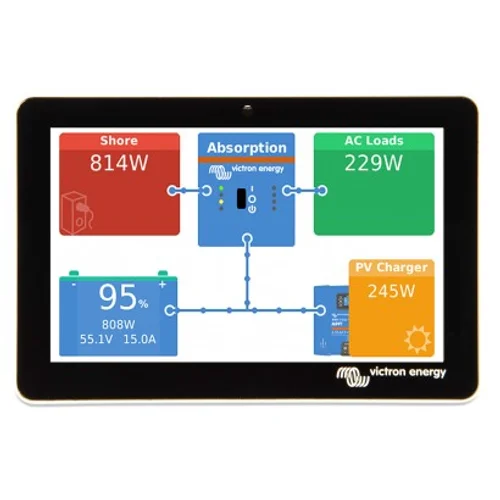 Shore
814W
Absorption
victron energy
AC Loads
229W
- +
95%
808W
55.1V 15.0A
PV Charger
245W
victron energy